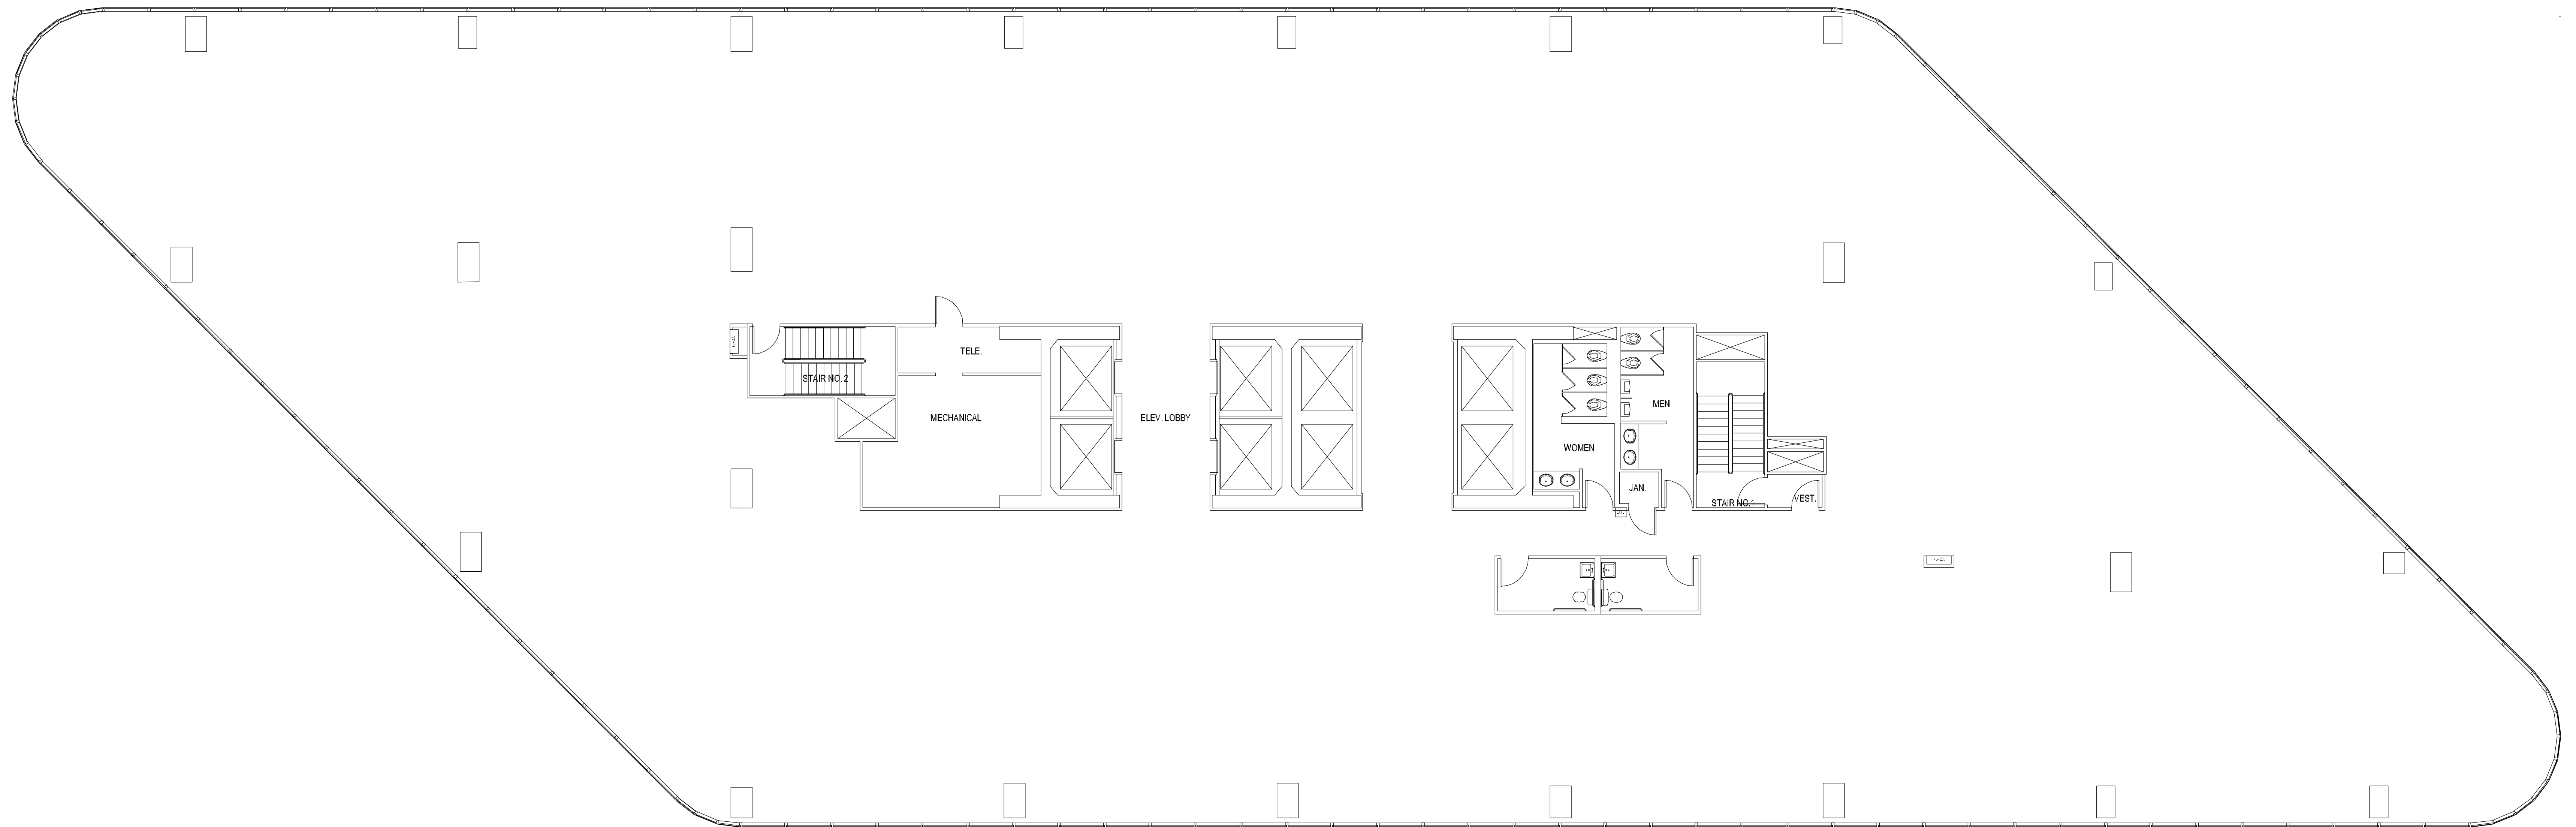 TELE.
STAIR NO. 2
MECHANICAL
ELEV. LOBBY
MEN
WOMEN
JAN.
VEST.
STAIR NO.1